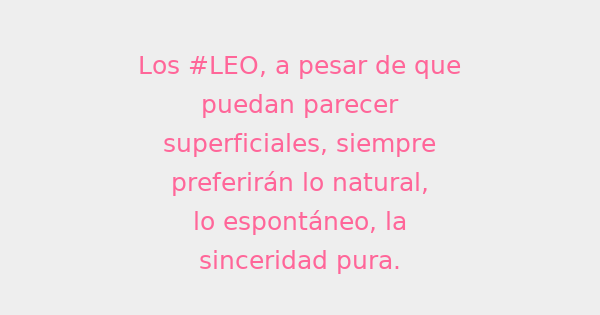 Los #LEO, a pesar de que
puedan parecer
superficiales, siempre
preferirán lo natural,
lo espontáneo, la
sinceridad pura.